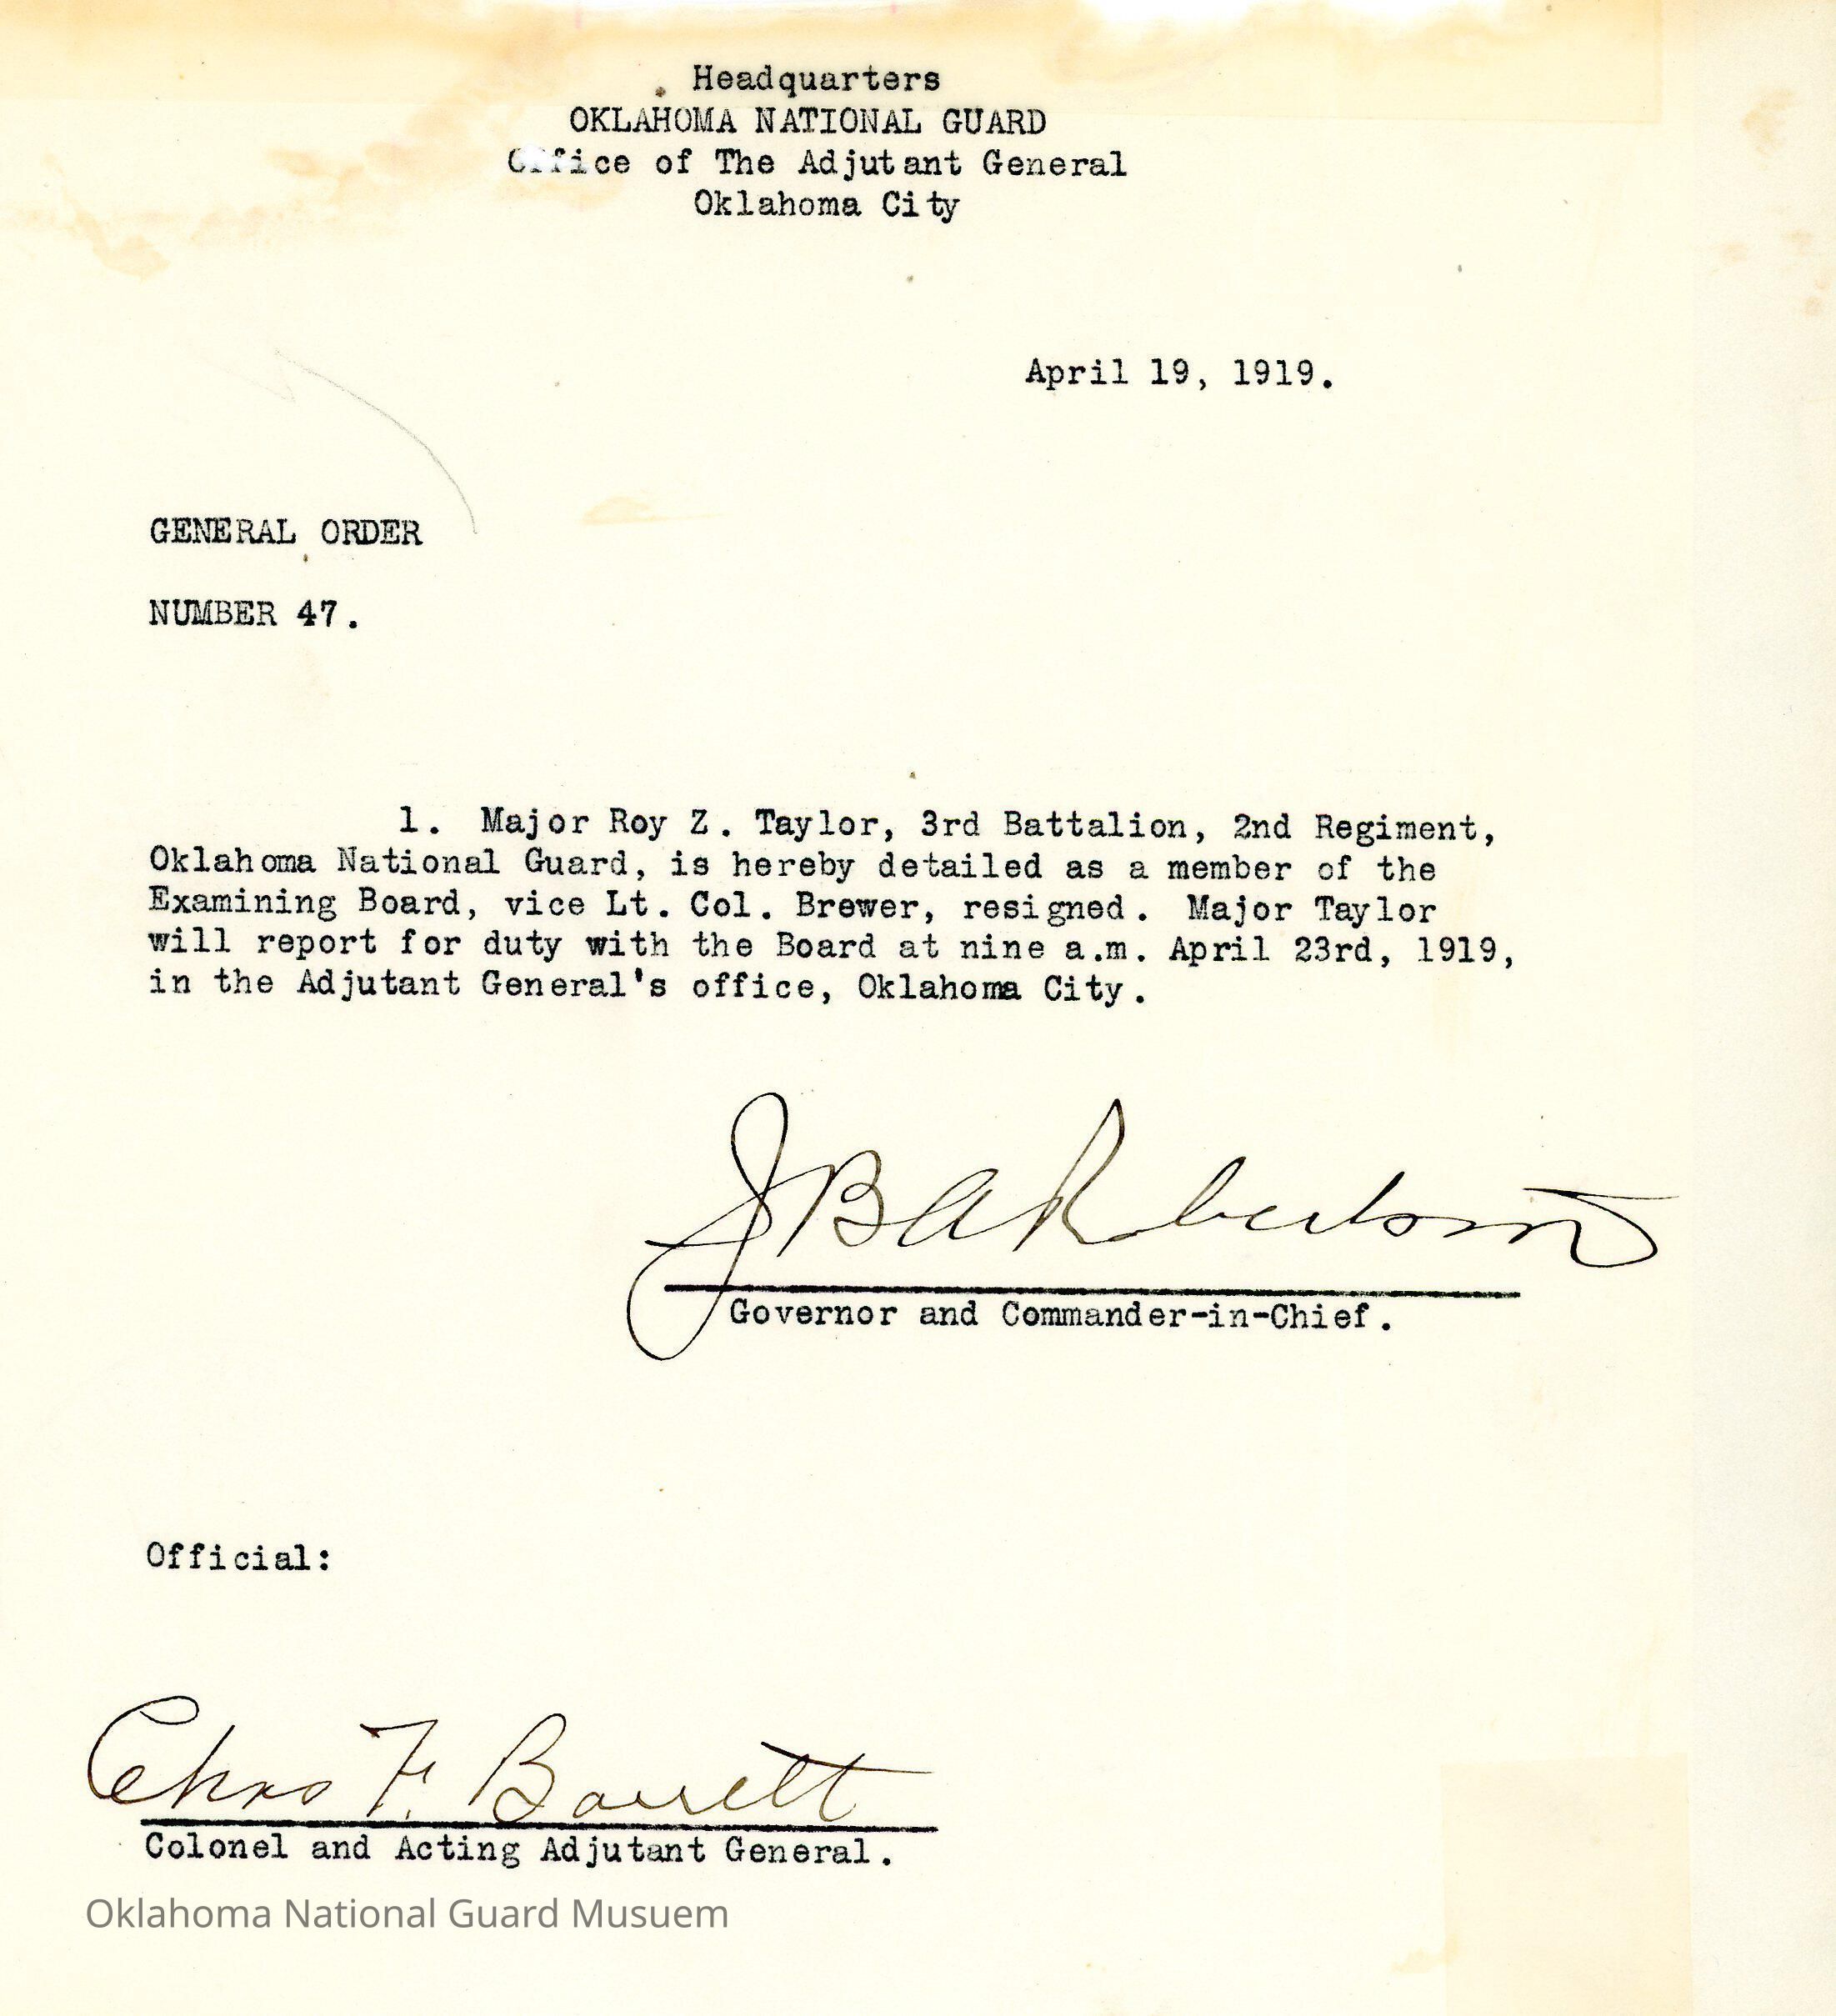 Headquarters
OKLAHOMA NATIONAL GUARD
Office of The Adjutant General
Oklahoma City
April 19, 1919.
GENERAL ORDER
NUMBER 47.
1. Major Roy Z. Taylor, 3rd Battalion, 2nd Regiment,
Oklahoma National Guard, is hereby detailed as a member of the
Examining Board, vice Lt. Col. Brewer, resigned. Major Taylor
will report for duty with the Board at nine a.m. April 23rd, 1919,
in the Adjutant General's office, Oklahoma City.
J B A Robertson
Governor and Commander-in-Chief.
Official:
Chas F. Barrett
Colonel and Acting Adjutant General.
Oklahoma National Guard Musuem